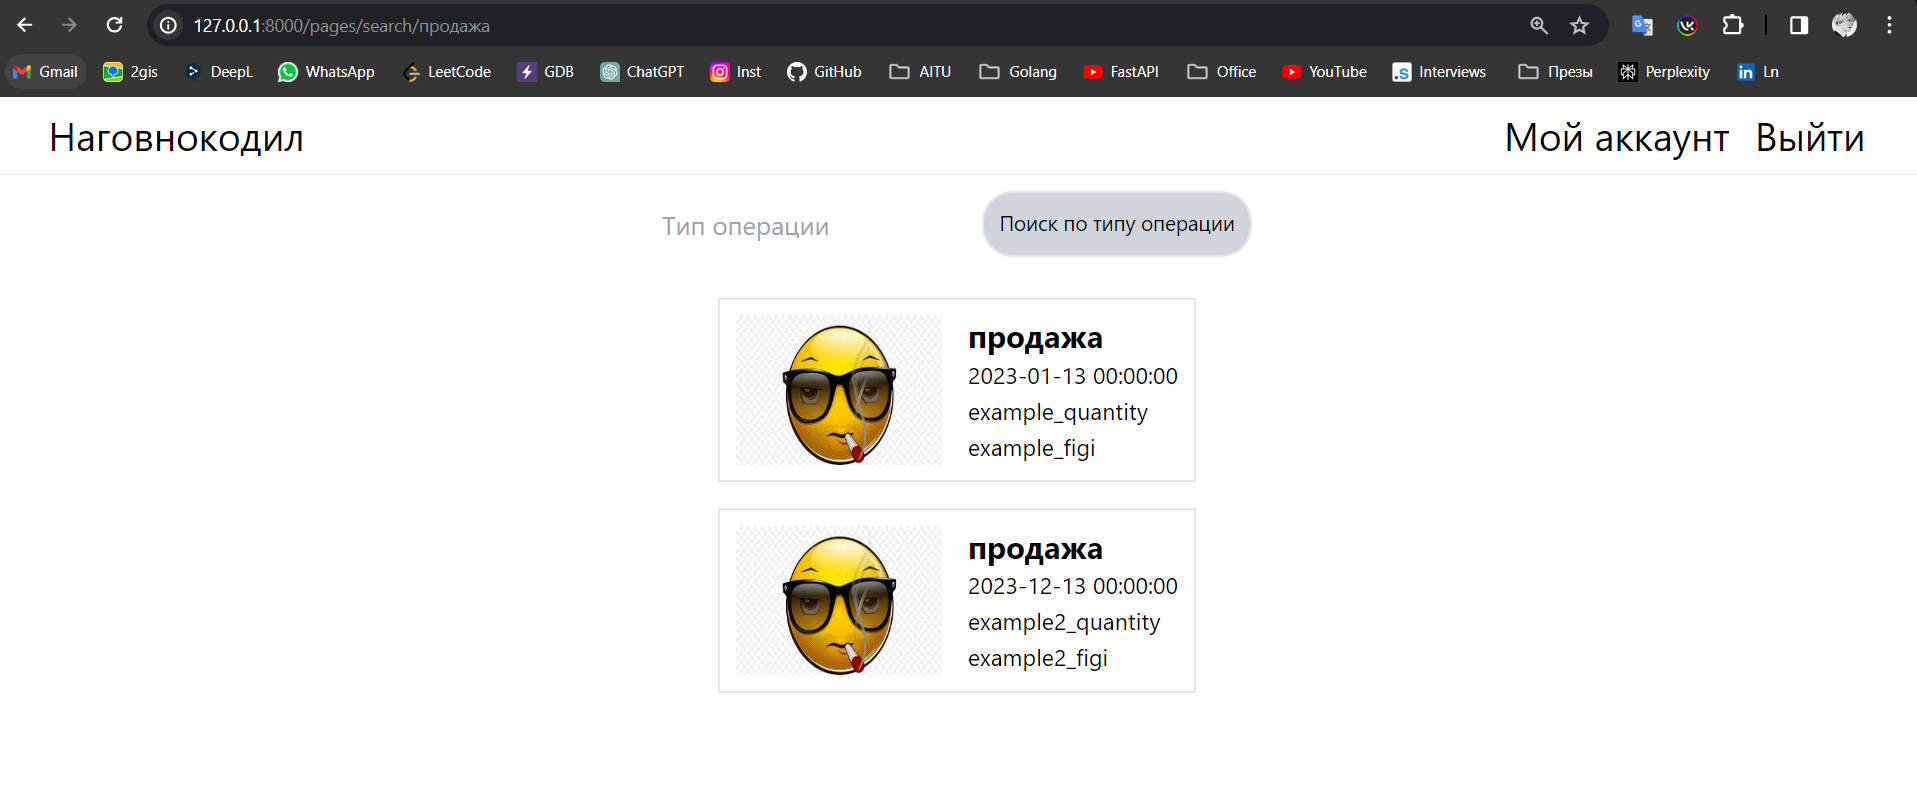 127.0.0.1:8000/pages/search/продажа
Gmail 2gis DeepL WhatsApp LeetCode GDB ChatGPT Inst GitHub AITU Golang FastAPI Office YouTube Interviews Презы Perplexity Ln
Наговнокодил Мой аккаунт Выйти
Тип операции Поиск по типу операции
продажа
2023-01-13 00:00:00
example_quantity
example_figi
продажа
2023-12-13 00:00:00
example2_quantity
example2_figi